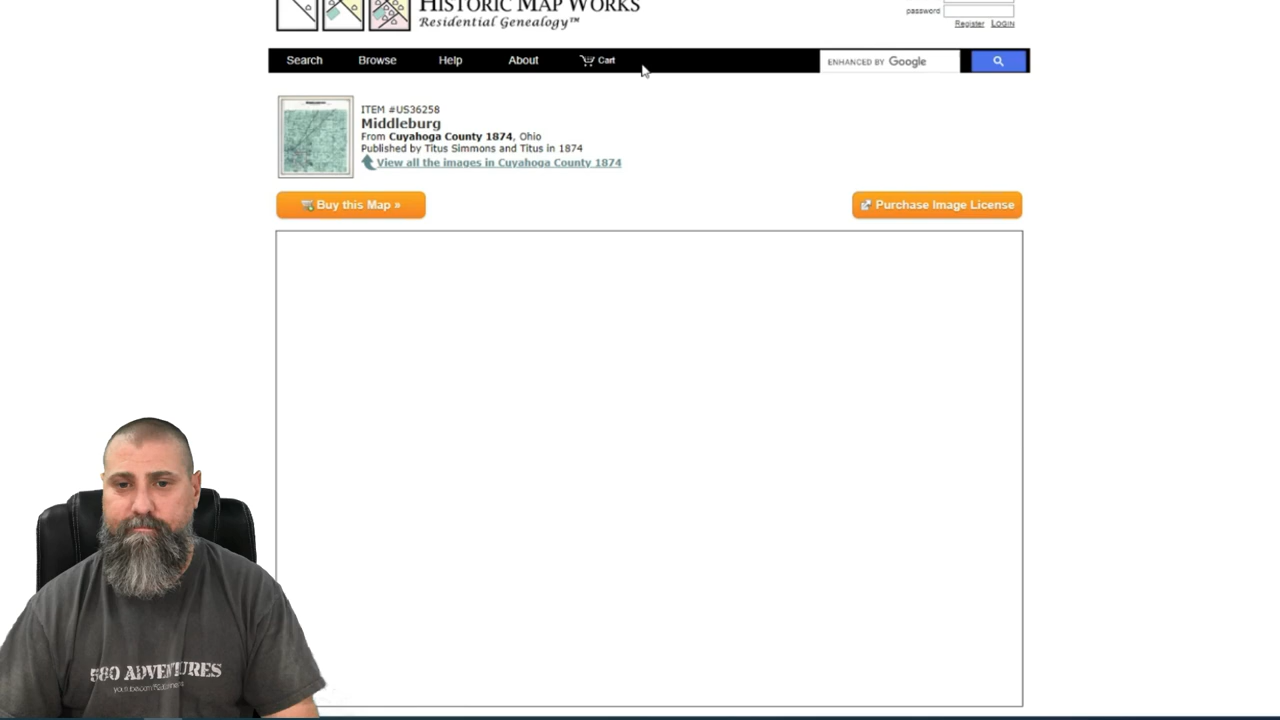 HISTORIC MAP WORKS
Residential Genealogy™
password
Register LOGIN
Search Browse Help About Cart
ENHANCED BY Google
ITEM #US36258
Middleburg
From Cuyahoga County 1874, Ohio
Published by Titus Simmons and Titus in 1874
View all the images in Cuyahoga County 1874
Buy this Map »
Purchase Image License
580 ADVENTURES